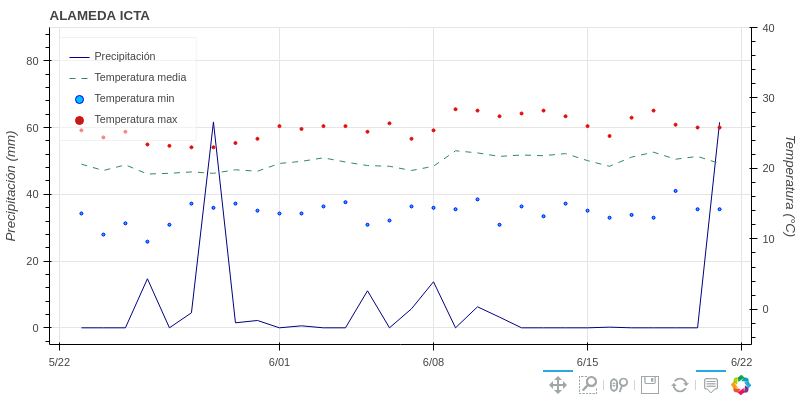 ALAMEDA ICTA
Precipitación
Temperatura media
Temperatura min
Temperatura max
Precipitación (mm)
80
60
40
20
0
Temperatura (°C)
40
30
20
10
0
5/22
6/01
6/08
6/15
6/22